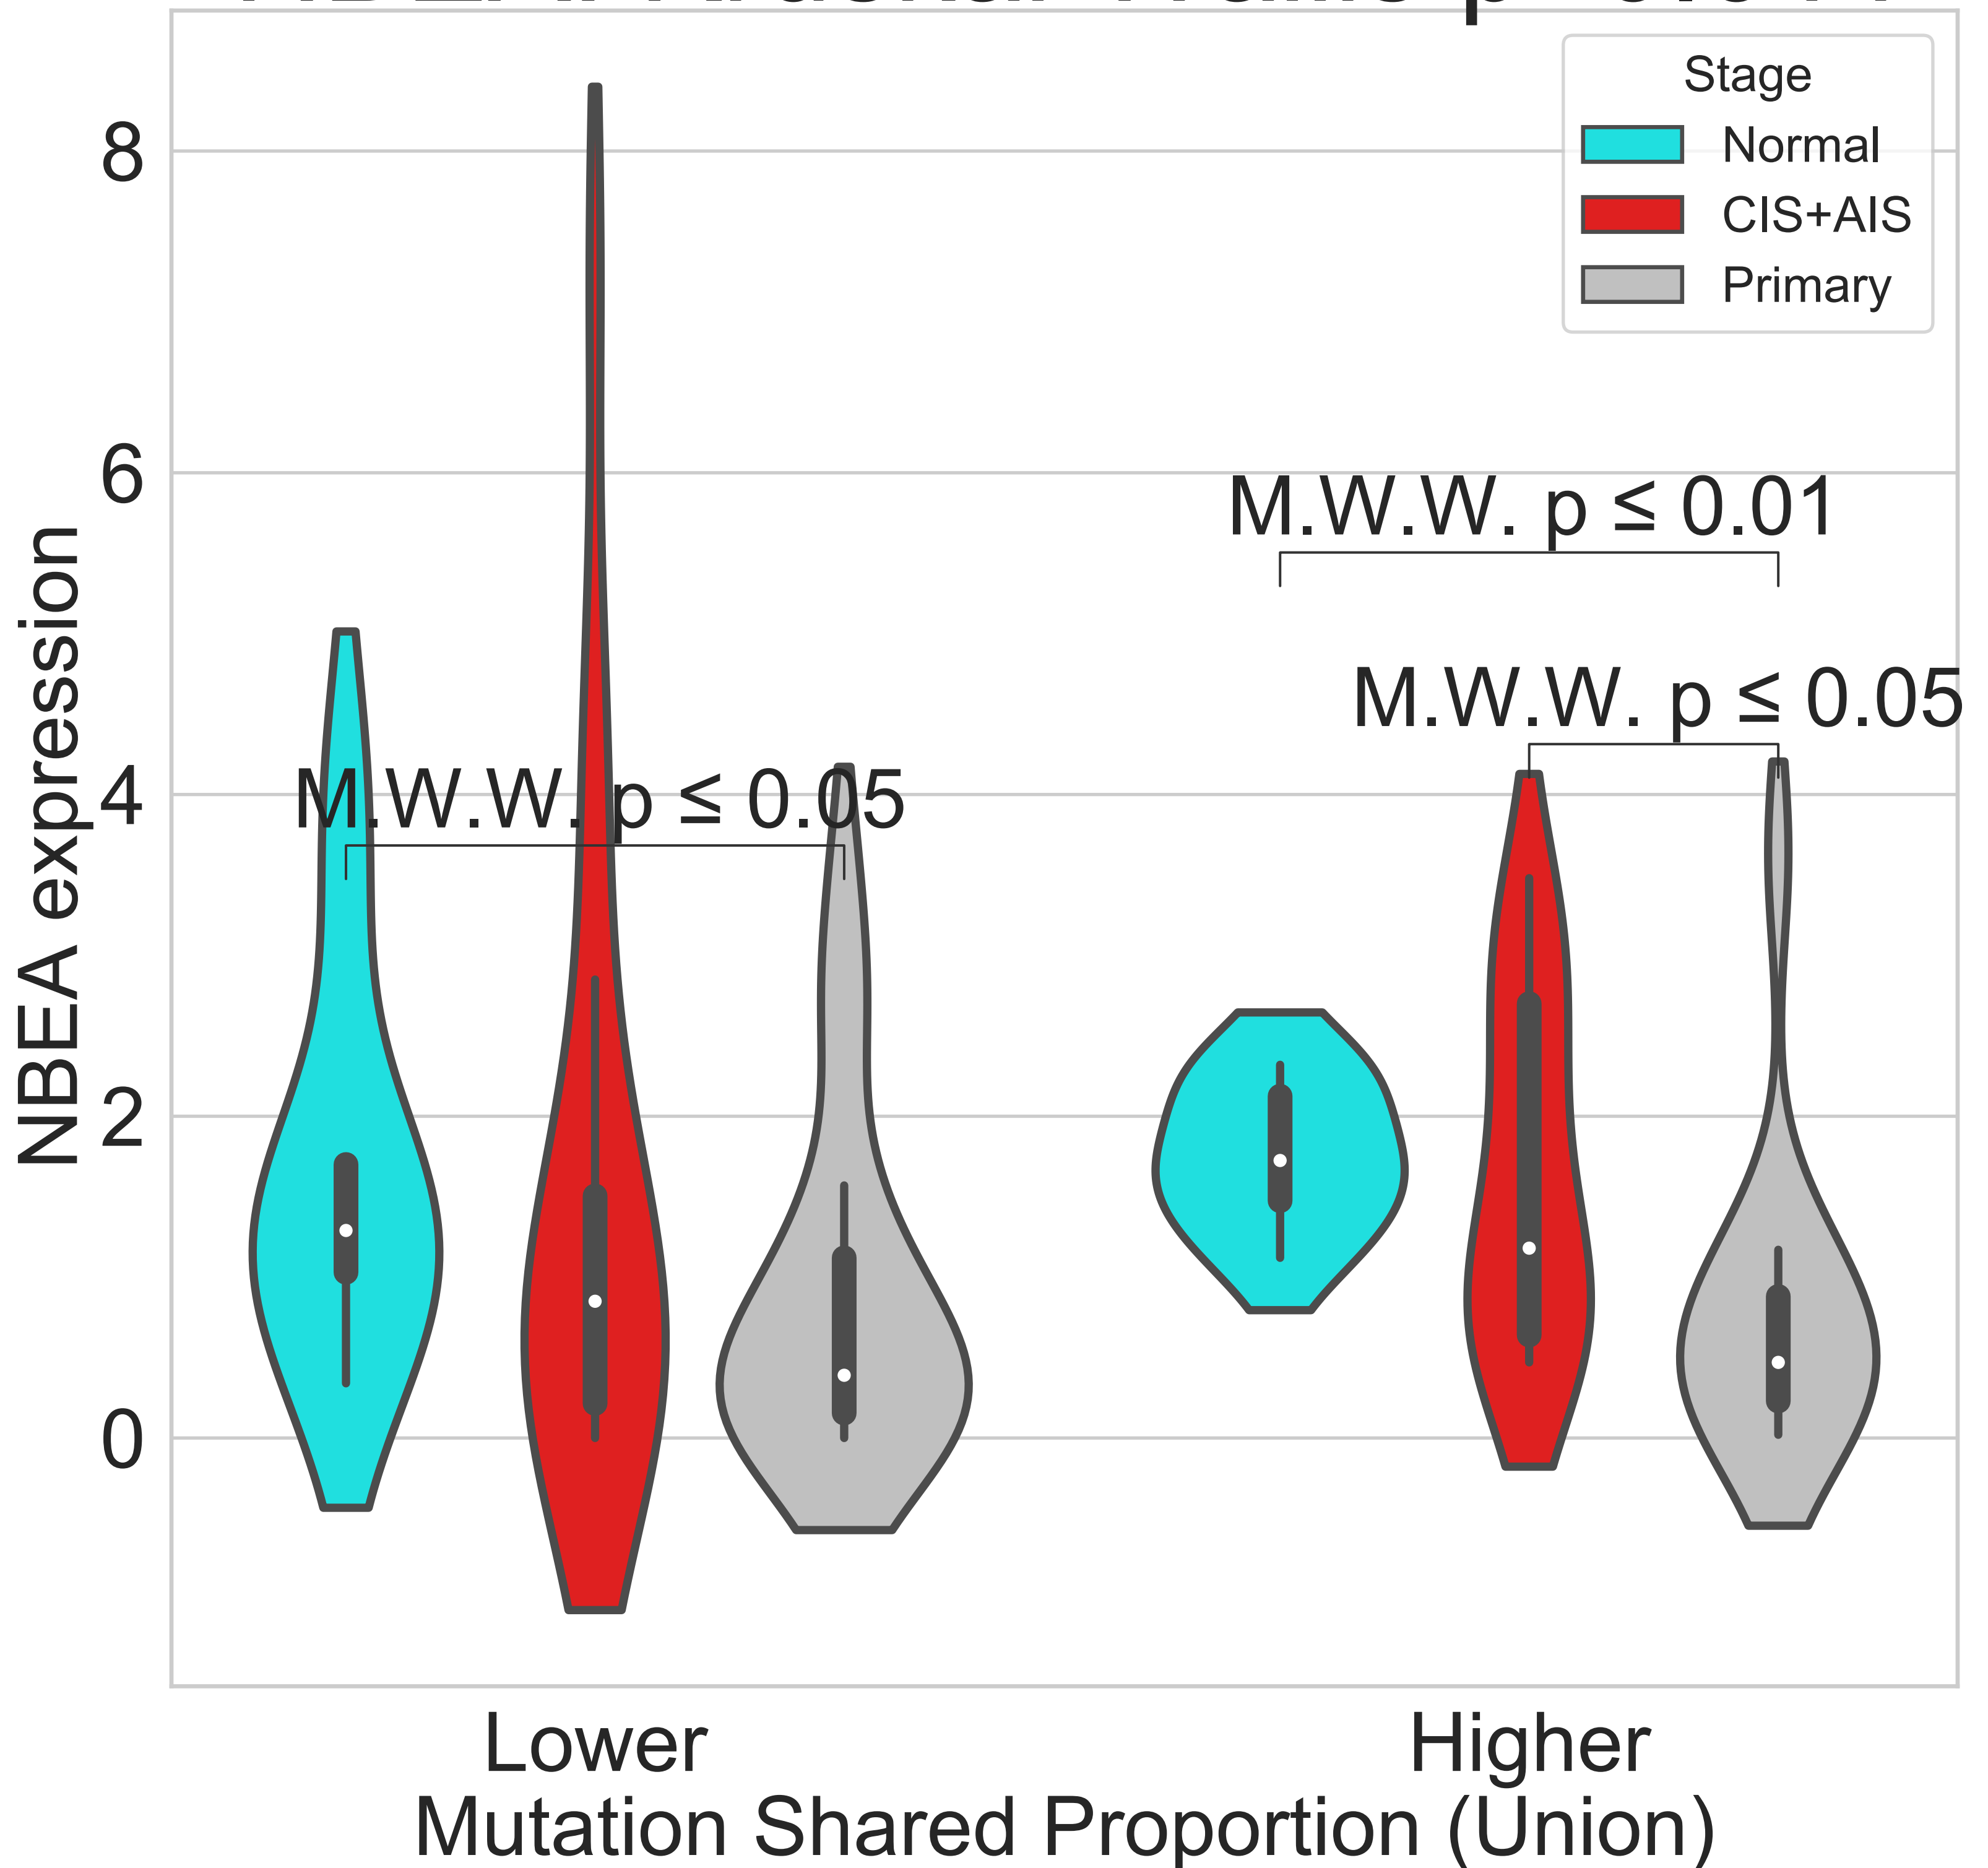 Stage
Normal
CIS+AIS
Primary
8
6
4
2
0
NBEA expression
M.W.W. p ≤ 0.01
M.W.W. p ≤ 0.05
M.W.W. p ≤ 0.05
Lower
Higher
Mutation Shared Proportion (Union)